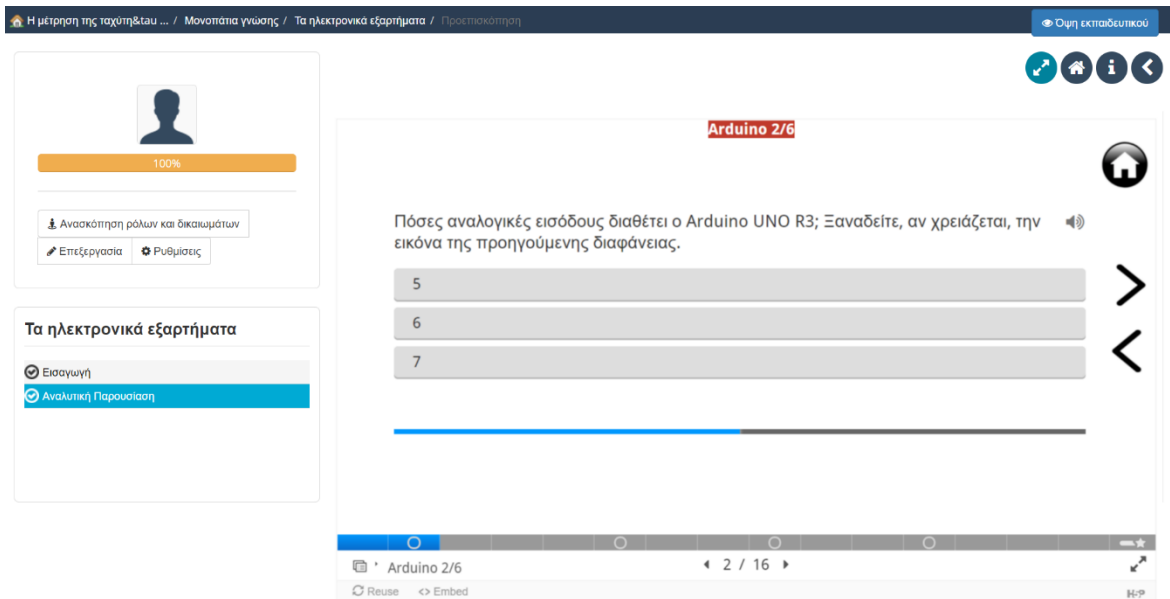 Η μέτρηση της ταχύτη&tau ... / Μονοπάτια γνώσης / Τα ηλεκτρονικά εξαρτήματα / Προεπισκόπηση
Όψη εκπαιδευτικού
100%
Ανασκόπηση ρόλων και δικαιωμάτων
Επεξεργασία Ρυθμίσεις
Τα ηλεκτρονικά εξαρτήματα
Εισαγωγή
Αναλυτική Παρουσίαση
Arduino 2/6
Πόσες αναλογικές εισόδους διαθέτει ο Arduino UNO R3; Ξαναδείτε, αν χρειάζεται, την
εικόνα της προηγούμενης διαφάνειας.
5
6
7
Arduino 2/6
2 / 16
Reuse <> Embed
H-P